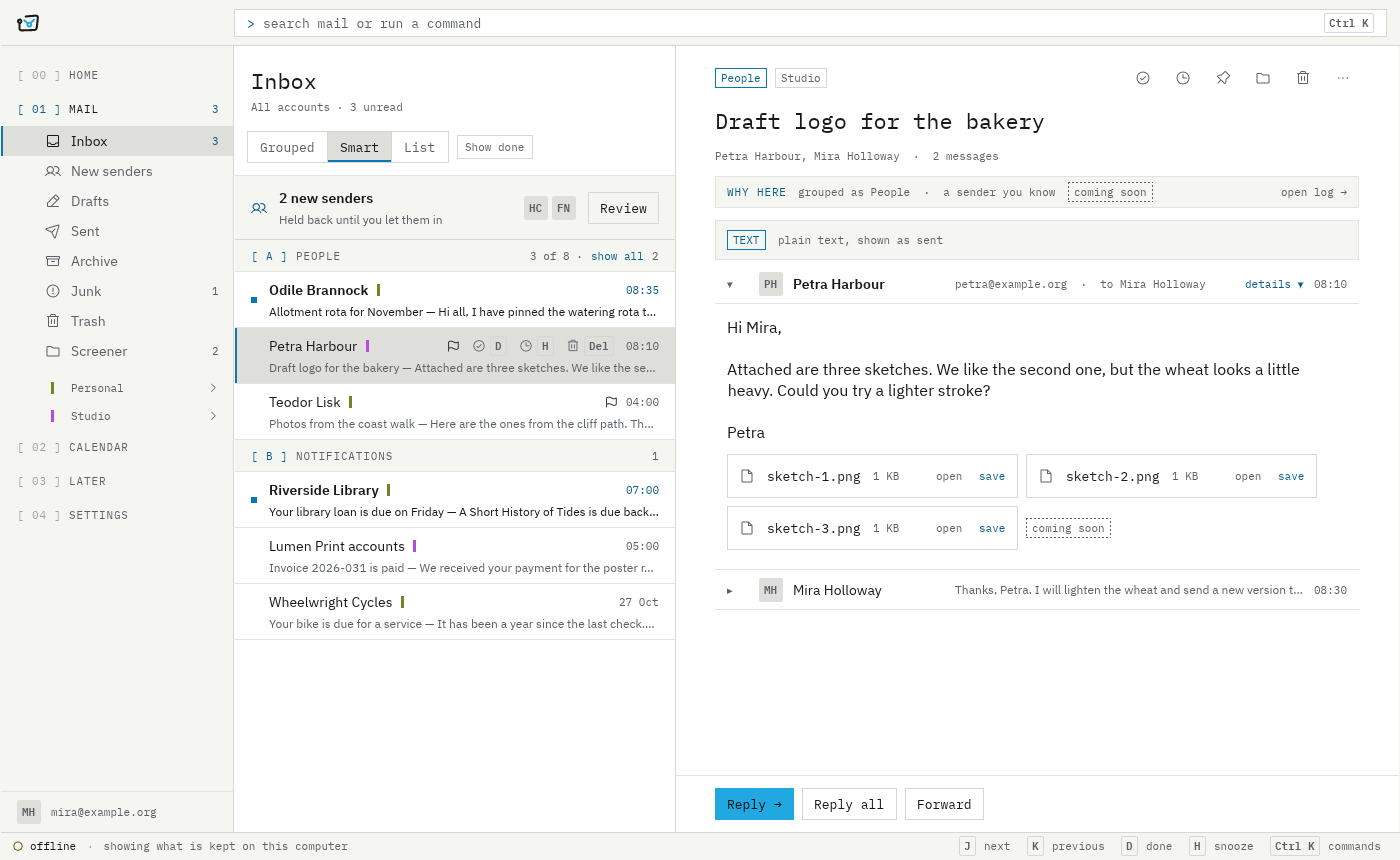 > search mail or run a command Ctrl K
[ 00 ] HOME
[ 01 ] MAIL 3
Inbox 3
New senders
Drafts
Sent
Archive
Junk 1
Trash
Screener 2
Personal
Studio
[ 02 ] CALENDAR
[ 03 ] LATER
[ 04 ] SETTINGS
MH mira@example.org
Inbox
All accounts · 3 unread
Grouped Smart List Show done
2 new senders
Held back until you let them in
HC FN Review
[ A ] PEOPLE 3 of 8 · show all 2
Odile Brannock 08:35
Allotment rota for November — Hi all, I have pinned the watering rota t…
Petra Harbour D H Del 08:10
Draft logo for the bakery — Attached are three sketches. We like the se…
Teodor Lisk 04:00
Photos from the coast walk — Here are the ones from the cliff path. Th…
[ B ] NOTIFICATIONS 1
Riverside Library 07:00
Your library loan is due on Friday — A Short History of Tides is due back…
Lumen Print accounts 05:00
Invoice 2026-031 is paid — We received your payment for the poster r…
Wheelwright Cycles 27 Oct
Your bike is due for a service — It has been a year since the last check.…
People Studio ···
Draft logo for the bakery
Petra Harbour, Mira Holloway · 2 messages
WHY HERE grouped as People · a sender you know coming soon open log →
TEXT plain text, shown as sent
▾ PH Petra Harbour petra@example.org · to Mira Holloway details ▾ 08:10
Hi Mira,
Attached are three sketches. We like the second one, but the wheat looks a little
heavy. Could you try a lighter stroke?
Petra
sketch-1.png 1 KB open save
sketch-2.png 1 KB open save
sketch-3.png 1 KB open save
coming soon
▸ MH Mira Holloway Thanks, Petra. I will lighten the wheat and send a new version t… 08:30
Reply → Reply all Forward
offline · showing what is kept on this computer
J next K previous D done H snooze Ctrl K commands